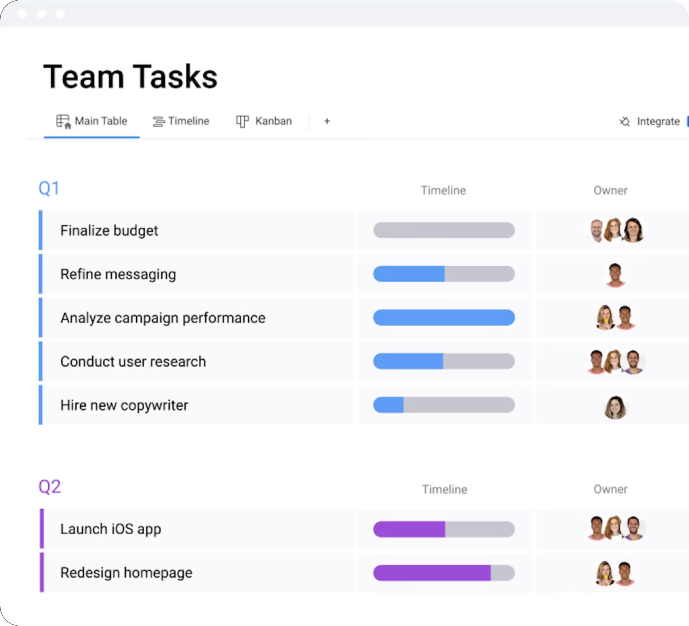 Team Tasks
Main Table Timeline Kanban + Integrate
Q1 Timeline Owner
Finalize budget
Refine messaging
Analyze campaign performance
Conduct user research
Hire new copywriter
Q2 Timeline Owner
Launch iOS app
Redesign homepage